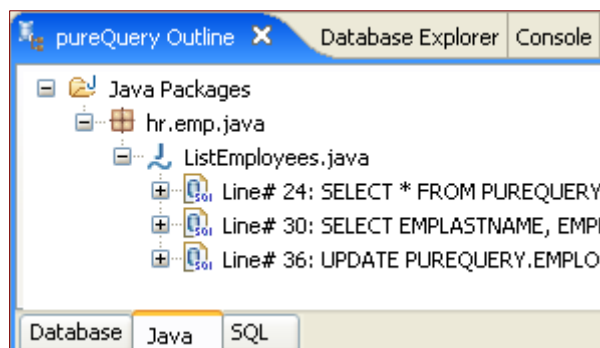 pureQuery Outline Database Explorer Console
Java Packages
hr.emp.java
ListEmployees.java
Line# 24: SELECT * FROM PUREQUERY
Line# 30: SELECT EMPLASTNAME, EMP
Line# 36: UPDATE PUREQUERY.EMPLO
Database Java SQL